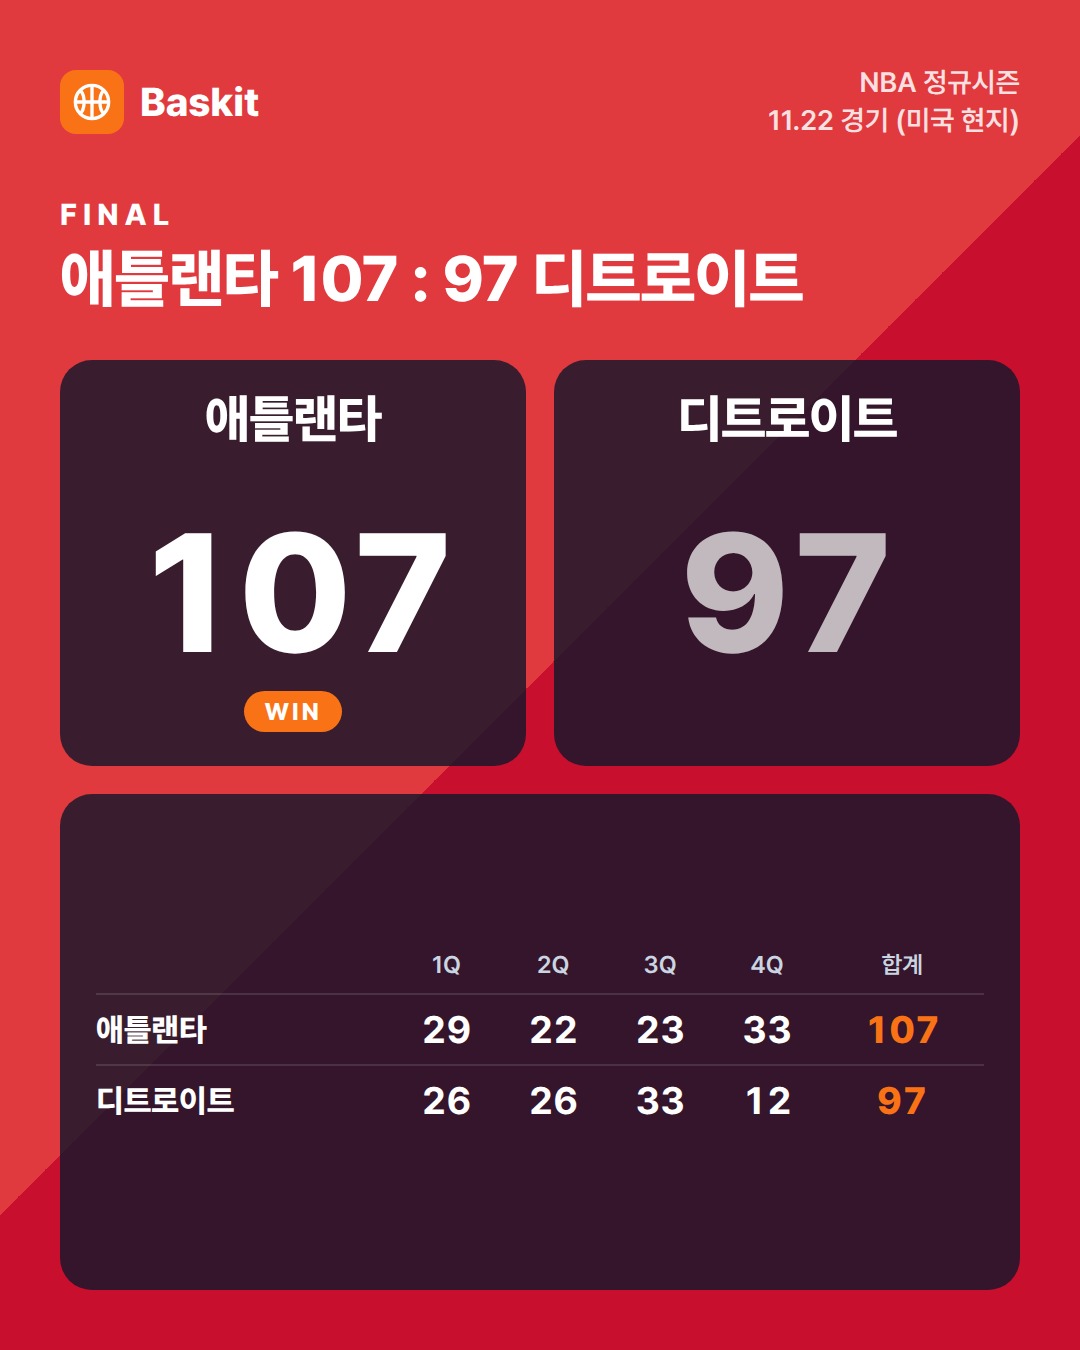 Baskit
NBA 정규시즌
11.22 경기 (미국 현지)
FINAL
애틀랜타 107 : 97 디트로이트
애틀랜타
107
WIN
디트로이트
97
1Q 2Q 3Q 4Q 합계
애틀랜타 29 22 23 33 107
디트로이트 26 26 33 12 97